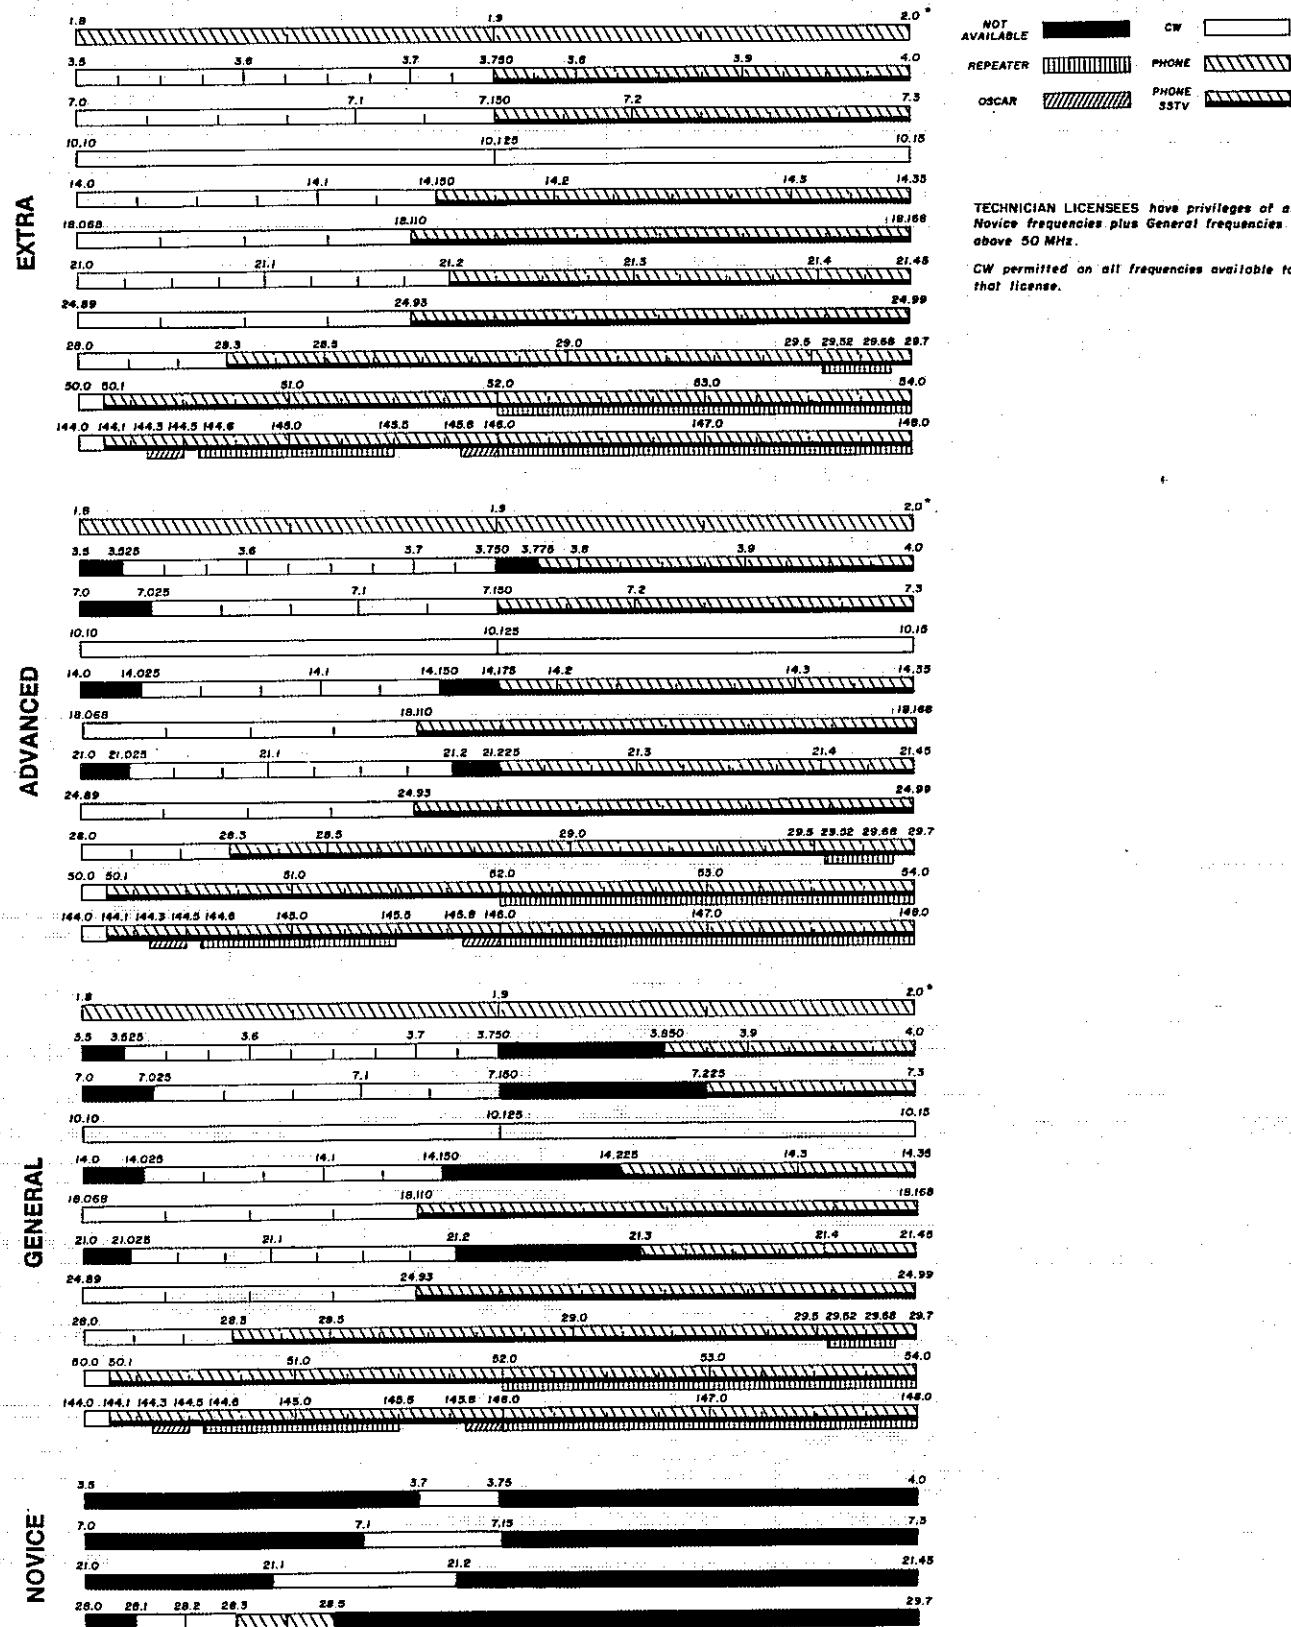 1.8 1.9 2.0*
3.5 3.6 3.7 3.750 3.8 3.9 4.0
7.0 7.1 7.150 7.2 7.3
10.10 10.125 10.15
14.0 14.1 14.150 14.2 14.3 14.35
18.068 18.110 18.168
21.0 21.1 21.2 21.3 21.4 21.45
24.89 24.93 24.99
28.0 28.3 28.5 29.0 29.5 29.52 29.68 29.7
50.0 50.1 51.0 52.0 53.0 54.0
144.0 144.1 144.3 144.5 144.6 145.0 145.5 145.8 146.0 147.0 148.0
EXTRA
NOT AVAILABLE
CW
REPEATER
PHONE
OSCAR
PHONE SSTV
TECHNICIAN LICENSEES have privileges of
Novice frequencies plus General frequencies
above 50 MHz.
CW permitted on all frequencies available
that license.
1.8 1.9 2.0*
3.5 3.525 3.6 3.7 3.750 3.775 3.8 3.9 4.0
7.0 7.025 7.1 7.150 7.2 7.3
10.10 10.125 10.15
14.0 14.025 14.1 14.150 14.175 14.2 14.3 14.35
18.068 18.110 18.168
21.0 21.025 21.1 21.2 21.225 21.3 21.4 21.45
24.89 24.93 24.99
28.0 28.3 28.5 29.0 29.5 29.52 29.68 29.7
50.0 50.1 51.0 52.0 53.0 54.0
144.0 144.1 144.3 144.5 144.6 145.0 145.5 145.8 146.0 147.0 148.0
ADVANCED
1.8 1.9 2.0*
3.5 3.525 3.6 3.7 3.750 3.850 3.9 4.0
7.0 7.025 7.1 7.150 7.225 7.3
10.10 10.125 10.15
14.0 14.025 14.1 14.150 14.225 14.3 14.35
18.068 18.110 18.168
21.0 21.025 21.1 21.2 21.3 21.4 21.45
24.89 24.93 24.99
28.0 28.3 28.5 29.0 29.5 29.52 29.68 29.7
50.0 50.1 51.0 52.0 53.0 54.0
144.0 144.1 144.3 144.5 144.6 145.0 145.5 145.8 146.0 147.0 148.0
GENERAL
3.5 3.7 3.75 4.0
7.0 7.1 7.15 7.3
21.0 21.1 21.2 21.45
28.0 28.1 28.2 28.3 28.5 29.7
NOVICE